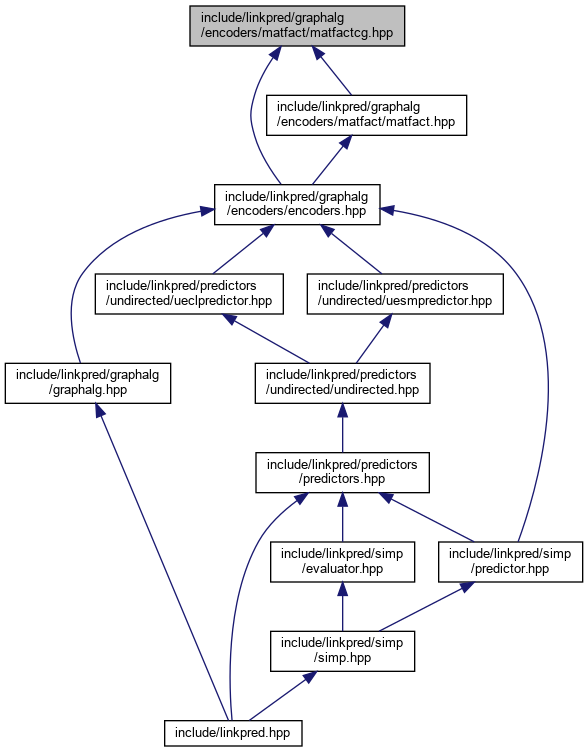 include/linkpred/graphalg
/encoders/matfact/matfactcg.hpp
include/linkpred/graphalg
/encoders/matfact/matfact.hpp
include/linkpred/graphalg
/encoders/encoders.hpp
include/linkpred/predictors
/undirected/ueclpredictor.hpp
include/linkpred/predictors
/undirected/uesmpredictor.hpp
include/linkpred/graphalg
/graphalg.hpp
include/linkpred/predictors
/undirected/undirected.hpp
include/linkpred/predictors
/predictors.hpp
include/linkpred/simp
/evaluator.hpp
include/linkpred/simp
/predictor.hpp
include/linkpred/simp
/simp.hpp
include/linkpred.hpp